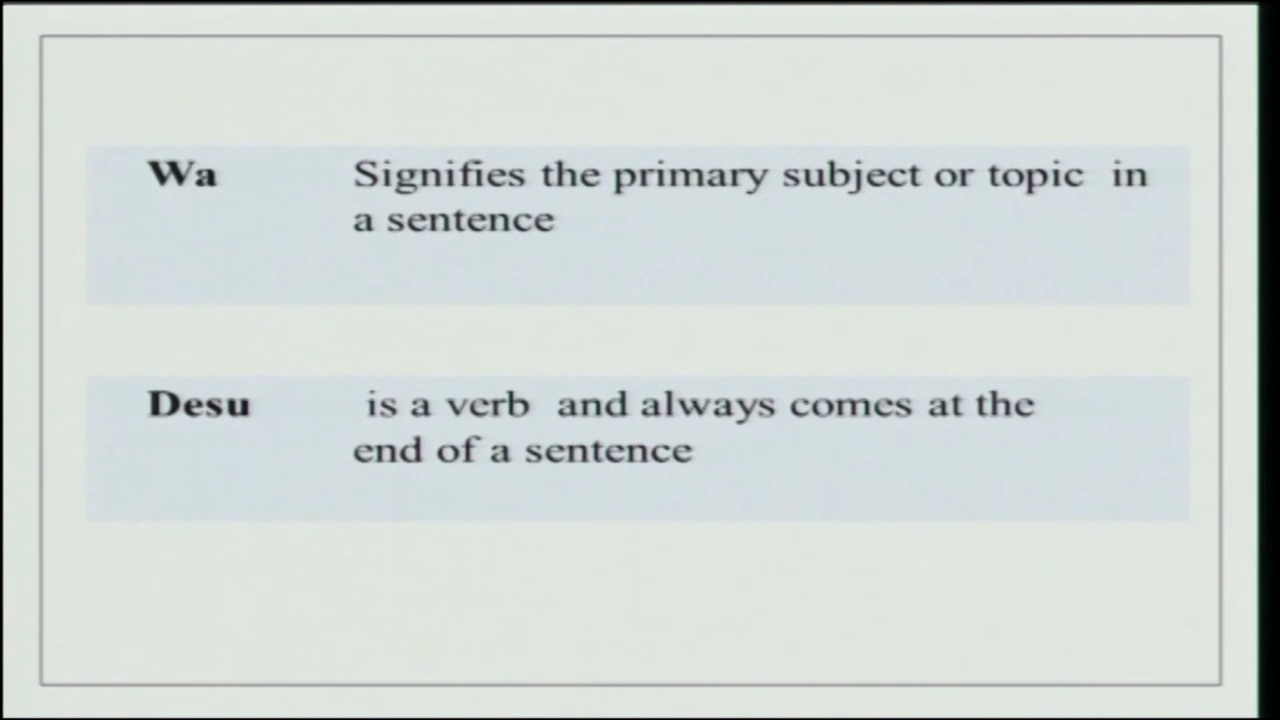 Wa Signifies the primary subject or topic in
a sentence
Desu is a verb and always comes at the
end of a sentence